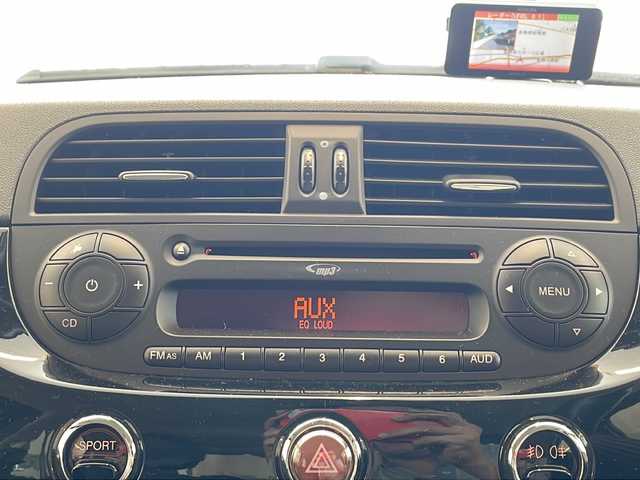 mp3
AUX
EQ LOUD
CD
MENU
FM AS AM 1 2 3 4 5 6 AUD
SPORT